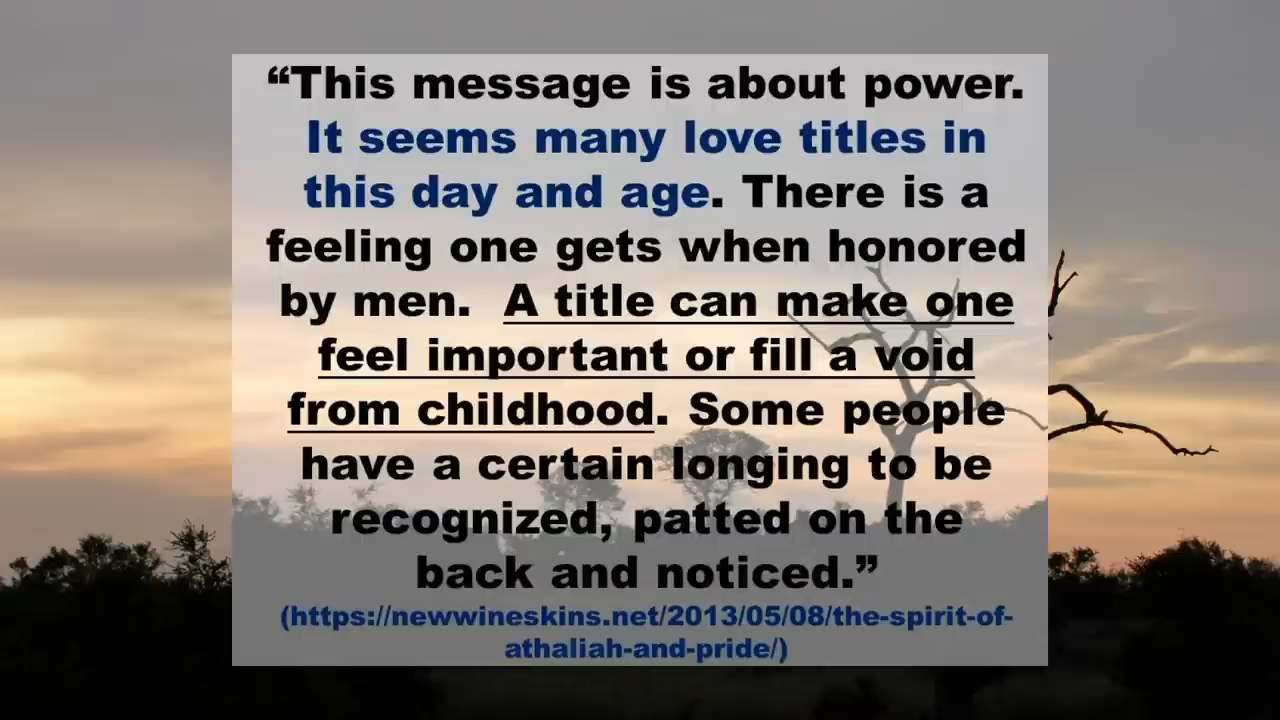 “This message is about power.
It seems many love titles in
this day and age. There is a
feeling one gets when honored
by men.  A title can make one
feel important or fill a void
from childhood. Some people
have a certain longing to be
recognized, patted on the
back and noticed.”
(https://newwineskins.net/2013/05/08/the-spirit-of-
athaliah-and-pride/)